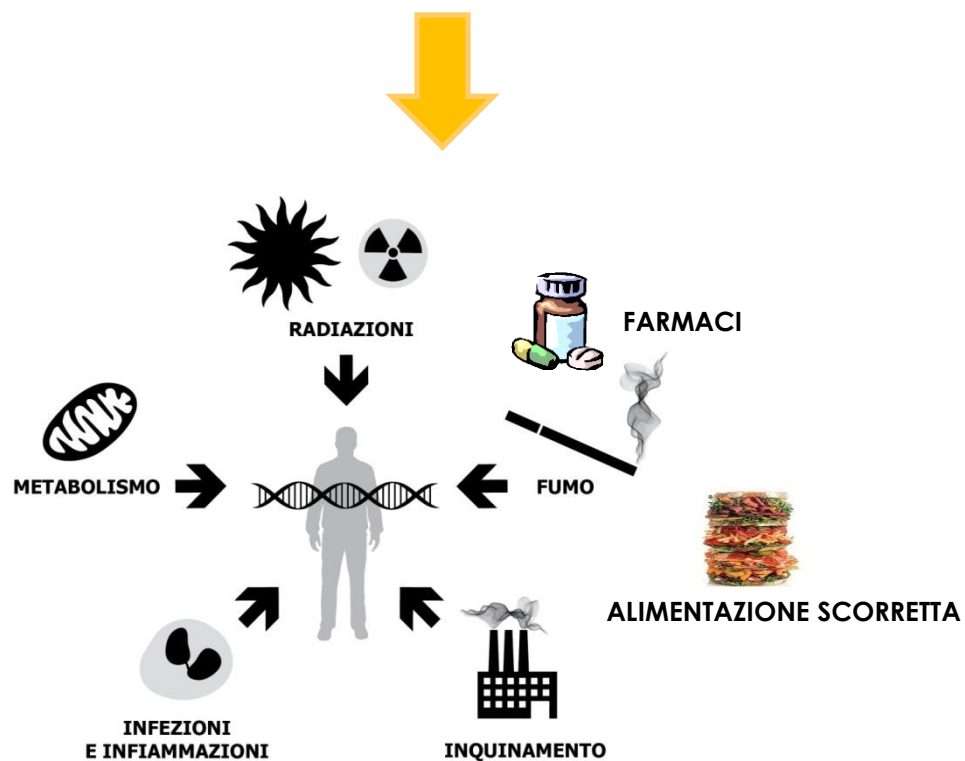 RADIAZIONI
FARMACI
METABOLISMO
FUMO
ALIMENTAZIONE SCORRETTA
INFEZIONI
E INFIAMMAZIONI
INQUINAMENTO